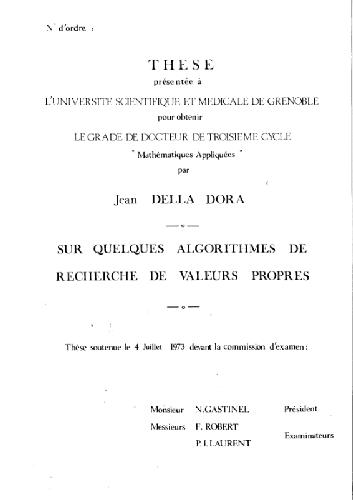 N° d'ordre :
THESE
présentée à
L'UNIVERSITE SCIENTIFIQUE ET MEDICALE DE GRENOBLE
pour obtenir
LE GRADE DE DOCTEUR DE TROISIEME CYCLE
"Mathématiques Appliquées"
par
Jean DELLA DORA
SUR QUELQUES ALGORITHMES DE
RECHERCHE DE VALEURS PROPRES
Thèse soutenue le 4 Juillet 1973 devant la commission d'examen :
Monsieur N.GASTINEL Président
Messieurs F. ROBERT
P.J.LAURENT Examinateurs